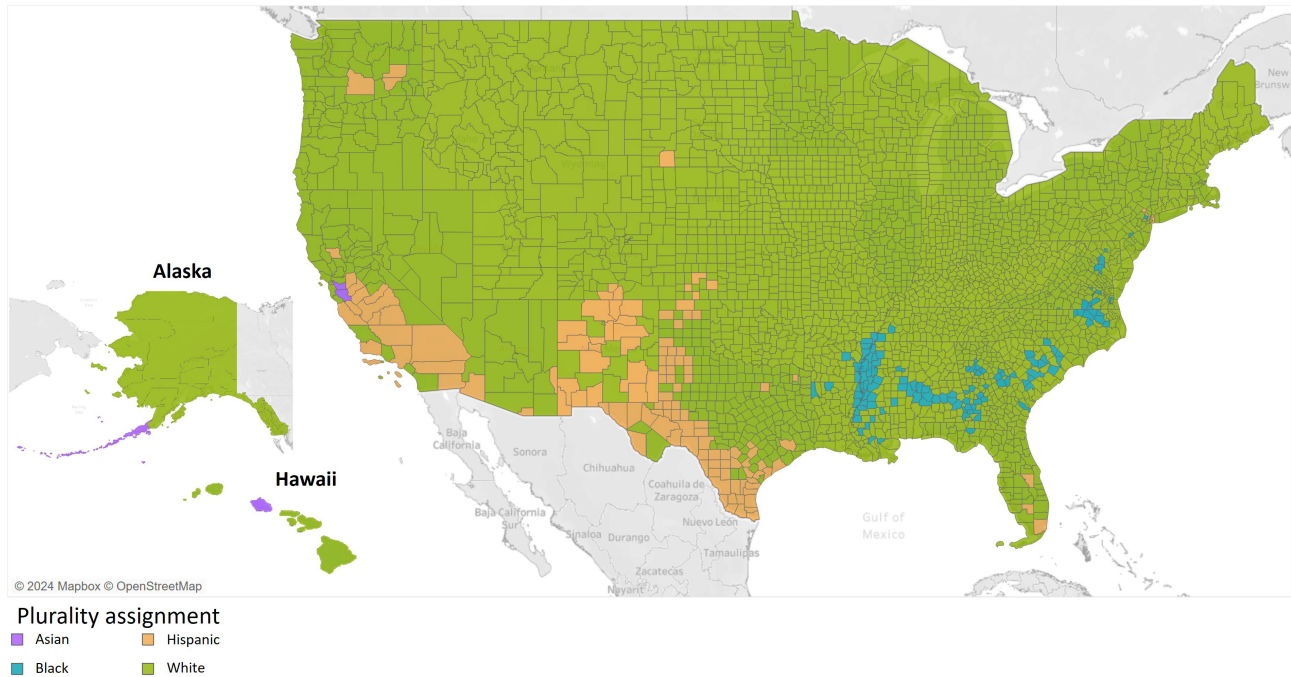 New
Brunsw
Wyoming
Alaska
Hawaii
Baja
California
Sonora
Chihuahua
Coahuila de
Zaragoza
Baja California
Sur
Sinaloa
Durango
Nuevo León
Tamaulipas
Zacatecas
Nayarit
Gulf of
Mexico
© 2024 Mapbox © OpenStreetMap
Plurality assignment
Asian
Hispanic
Black
White